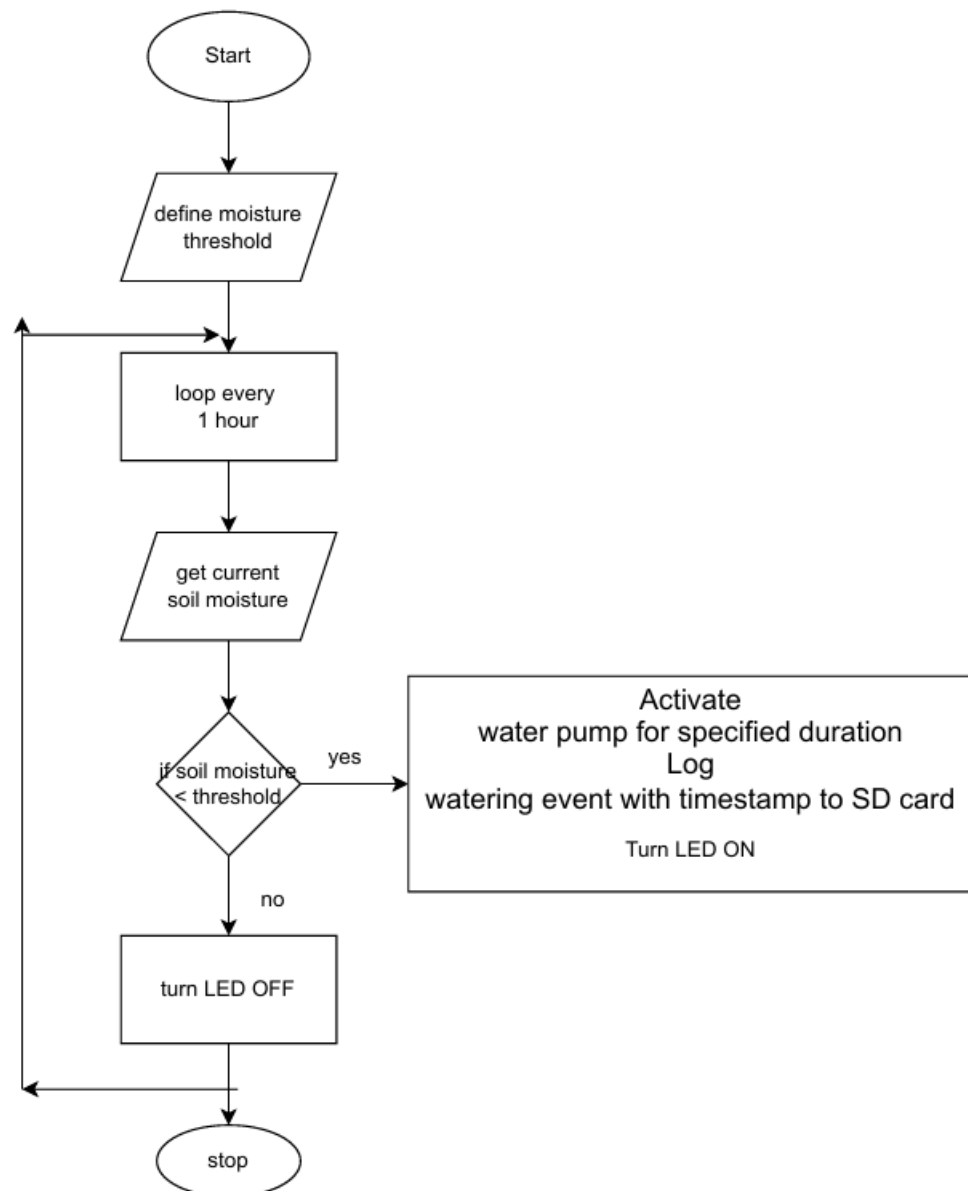 Start
define moisture
threshold
loop every
1 hour
get current
soil moisture
if soil moisture
< threshold
yes
Activate
water pump for specified duration
Log
watering event with timestamp to SD card
Turn LED ON
no
turn LED OFF
stop